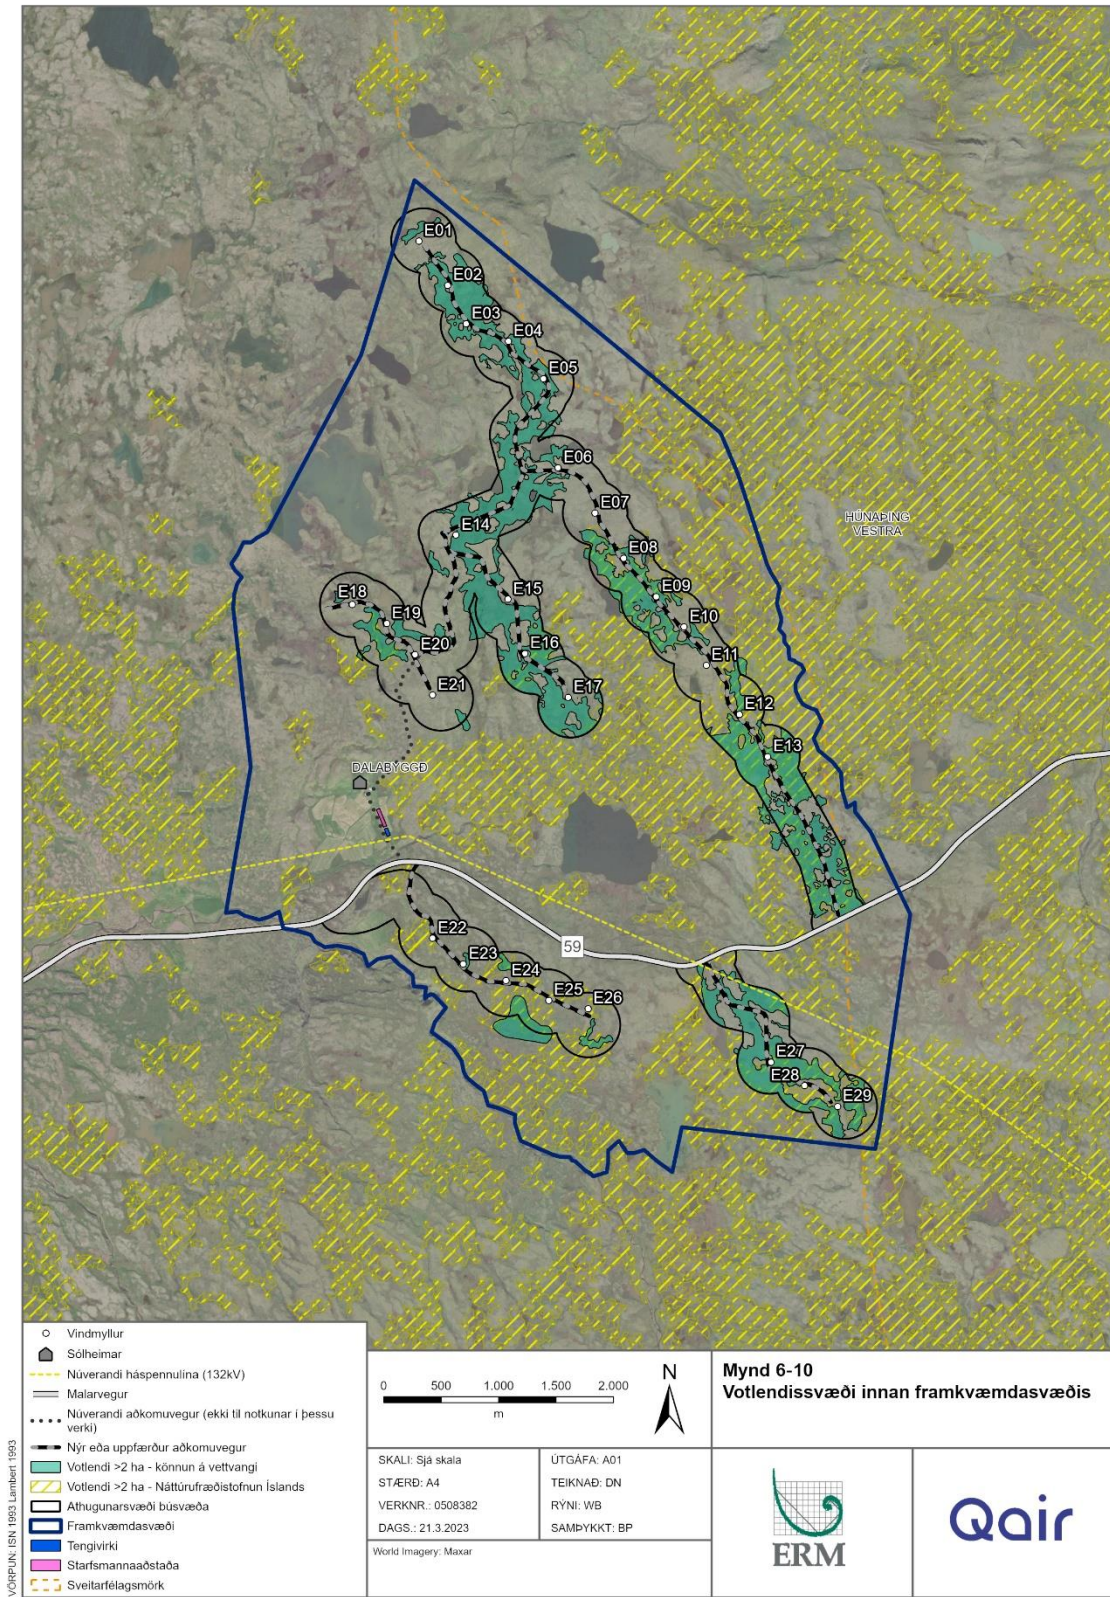 E01
E02
E03
E04
E05
E06
E07
HÚNAÞING
VESTRA
E14
E08
E18
E15
E09
E19
E10
E20
E16
E11
E21
E17
E12
E13
DALABYGGÐ
E22
59
E23
E24
E25
E26
E27
E28
E29
Vindmyllur
Sólheimar
Núverandi háspennulína (132kV)
Malarvegur
Núverandi aðkomuvegur (ekki til notkunar í þessu
verki)
Nýr eða uppfærður aðkomuvegur
Votlendi >2 ha - könnun á vettvangi
Votlendi >2 ha - Náttúrufræðistofnun Íslands
Athugunarsvæði búsvæða
Framkvæmdasvæði
Tengivirki
Starfsmannaaðstaða
Sveitarfélagsmörk
VÖRPUN: ISN 1993 Lambert 1993
0 500 1.000 1.500 2.000
m
N
Mynd 6-10
Votlendissvæði innan framkvæmdasvæðis
SKALI: Sjá skala
STÆRÐ: A4
VERKNR.: 0508382
DAGS.: 21.3.2023
ÚTGÁFA: A01
TEIKNAÐ: DN
RÝNI: WB
SAMÞYKKT: BP
World Imagery: Maxar
ERM
Qair